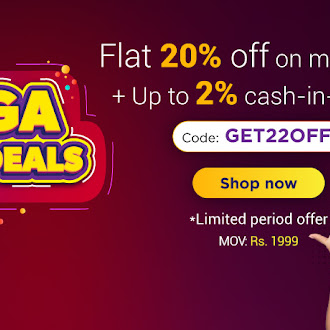 GA
DEALS
Flat 20% off on m
+ Up to 2% cash-in-
Code: GET22OFF
Shop now
*Limited period offer
MOV: Rs. 1999